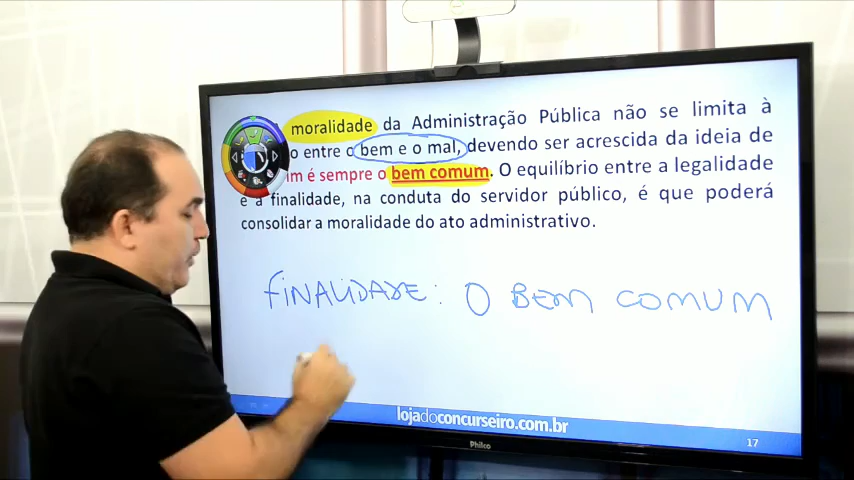 moralidade da Administração Pública não se limita à
o entre o bem e o mal, devendo ser acrescida da ideia de
im é sempre o bem comum. O equilíbrio entre a legalidade
e a finalidade, na conduta do servidor público, é que poderá
consolidar a moralidade do ato administrativo.
FINALIDADE: O BEM COMUM
lojadoconcurseiro.com.br
17
Philco